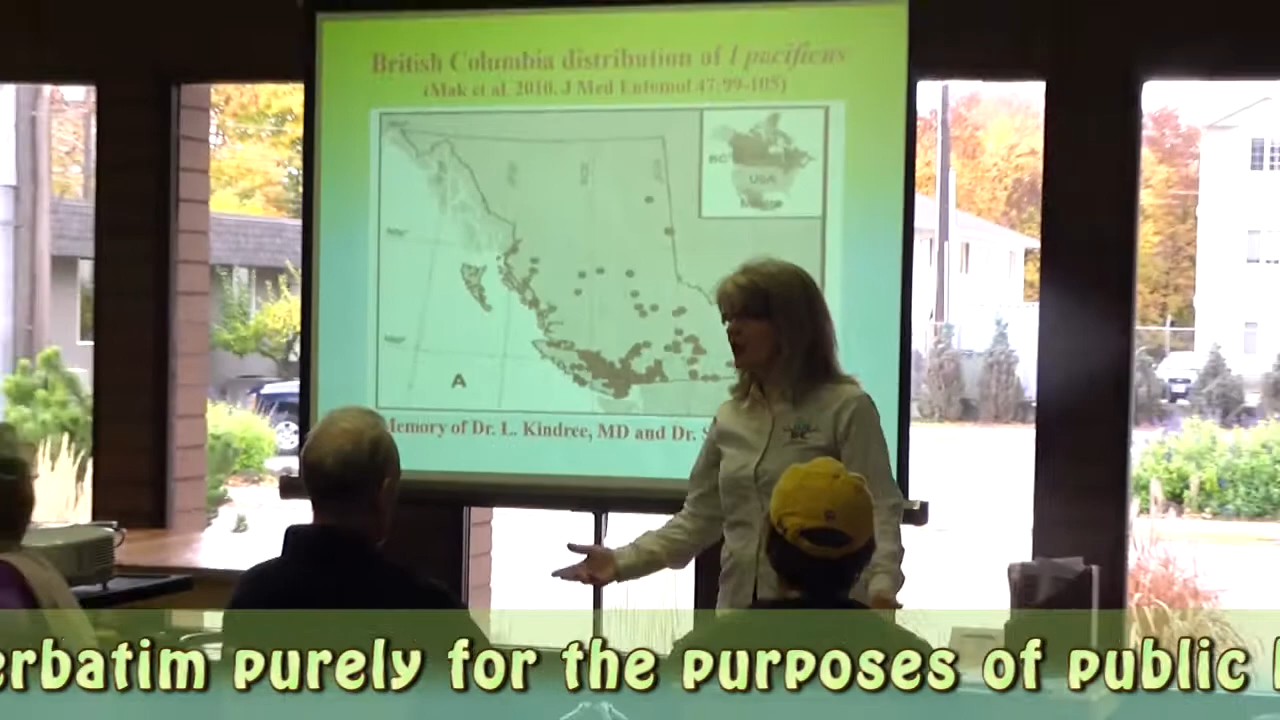 British Columbia distribution of I pacificus
(Mak et al. 2010. J Med Entomol 47:99-105)
BC
USA
A
Memory of Dr. L. Kindree, MD and Dr. S
erbatim purely for the purposes of public